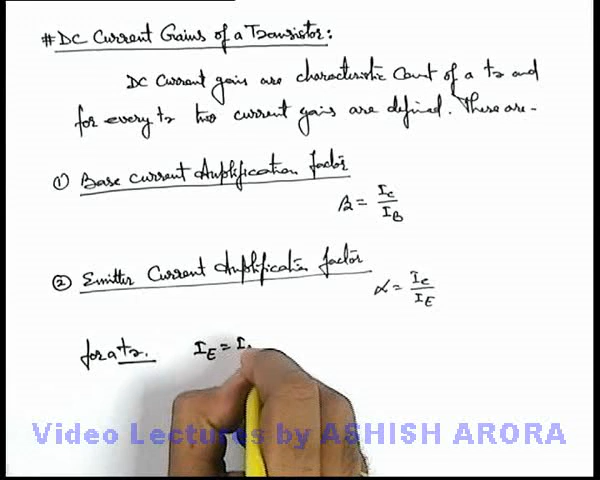 # DC Current Gains of a Transistor:
DC Current gain are characteristic Const of a tr and
for every tr two current gains are defined. These are-
① Base current Amplification factor
β = Ic/IB
② Emitter Current Amplification factor
α = Ic/IE
for a tr. IE = I
Video Lectures by ASHISH ARORA